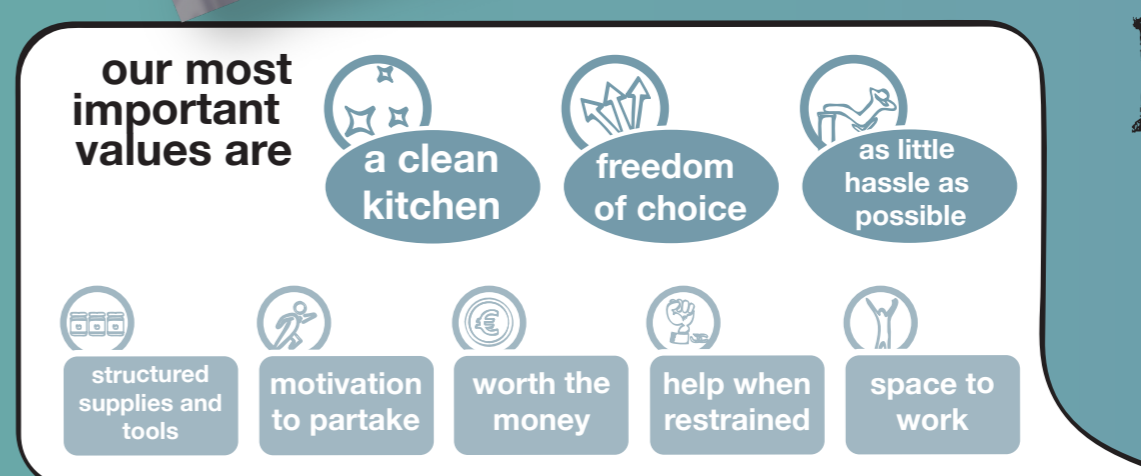 our most
important
values are
a clean
kitchen
freedom
of choice
as little
hassle as
possible
structured
supplies and
tools
motivation
to partake
worth the
money
help when
restrained
space to
work
€